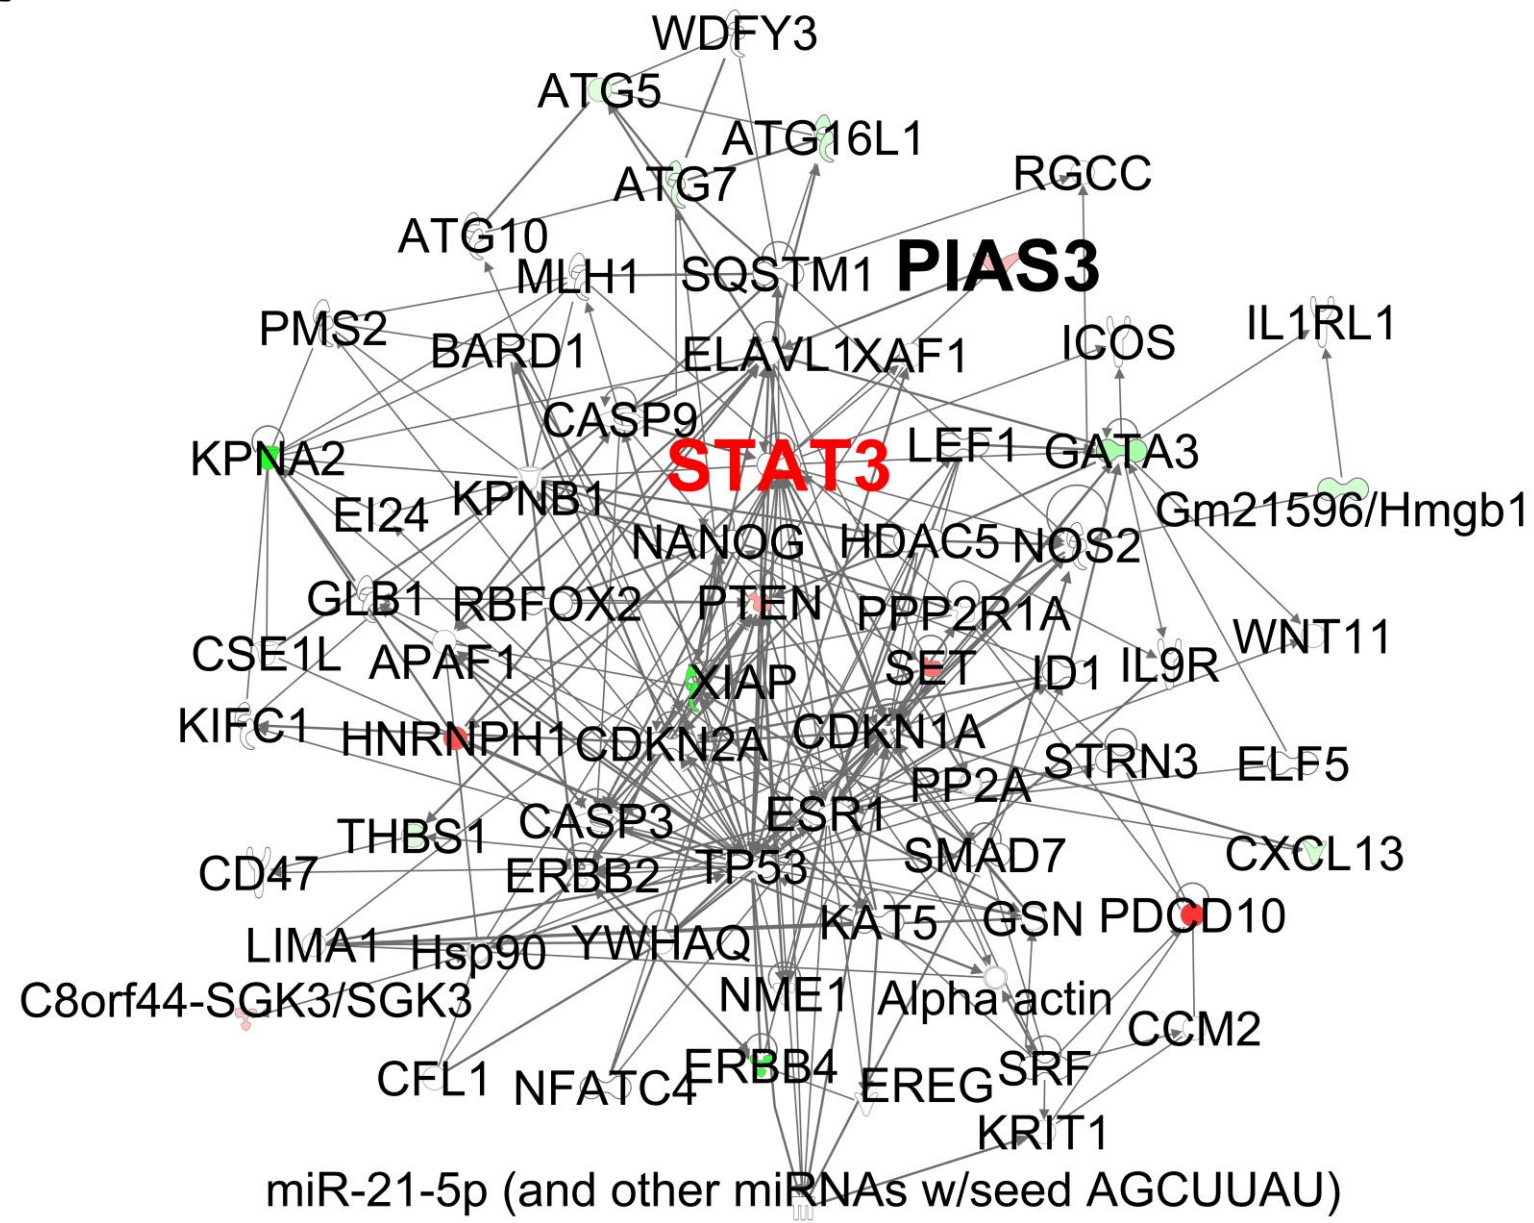 WDFY3
ATG5
ATG16L1
ATG7
RGCC
ATG10
MLH1
SQSTM1
PIAS3
PMS2
BARD1
ELAVL1
XAF1
ICOS
IL1RL1
CASP9
KPNA2
STAT3
LEF1
GATA3
EI24
KPNB1
Gm21596/Hmgb1
NANOG
HDAC5
NOS2
GLB1
RBFOX2
PTEN
PPP2R1A
CSE1L
APAF1
XIAP
SET
ID1
IL9R
WNT11
KIFC1
HNRNPH1
CDKN2A
CDKN1A
PP2A
STRN3
ELF5
THBS1
CASP3
ESR1
CD47
ERBB2
TP53
SMAD7
CXCL13
LIMA1
Hsp90
YWHAQ
KAT5
GSN
PDCD10
C8orf44-SGK3/SGK3
NME1
Alpha actin
CCM2
CFL1
NFATC4
ERBB4
EREG
SRF
KRIT1
miR-21-5p (and other miRNAs w/seed AGCUUAU)